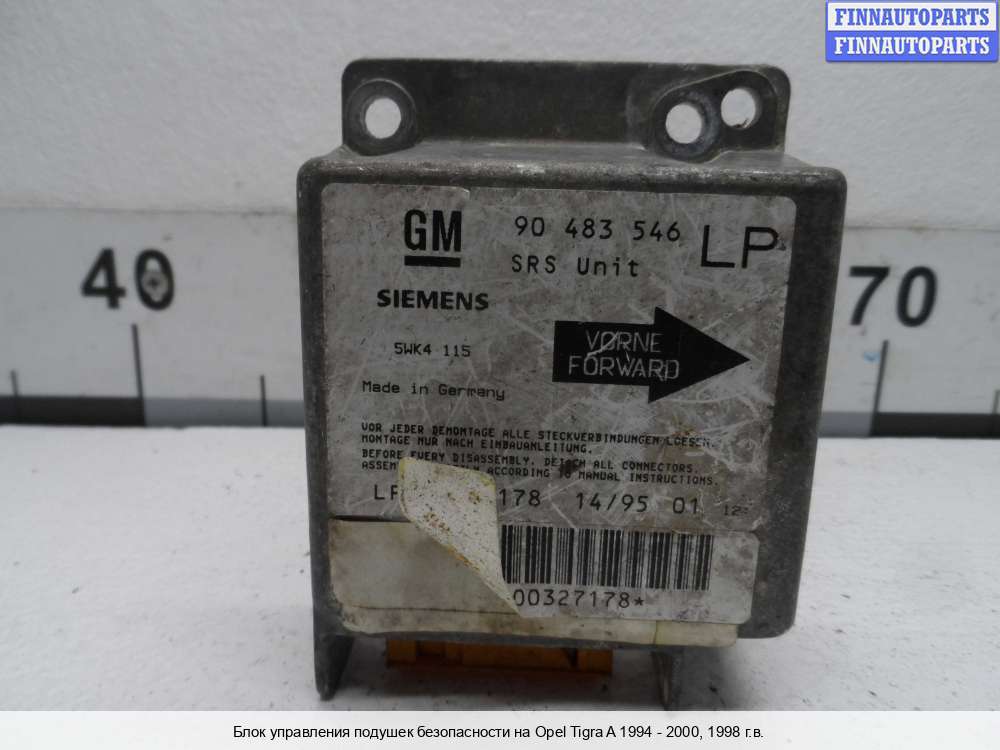 FINNAUTOPARTS
FINNAUTOPARTS
GM 90 483 546 LP
SRS Unit
SIEMENS
40
70
5WK4 115
VORNE
FORWARD
Made in Germany
VOR JEDER DEMONTAGE ALLE STECKVERBINDUNGEN LOESEN.
MONTAGE NUR NACH EINBAUANLEITUNG.
BEFORE EVERY DISASSEMBLY, DETACH ALL CONNECTORS.
ACCORDING TO MANUAL INSTRUCTIONS.
178 14/95 01
00327178*
Блок управления подушек безопасности на Opel Tigra A 1994 - 2000, 1998 г.в.